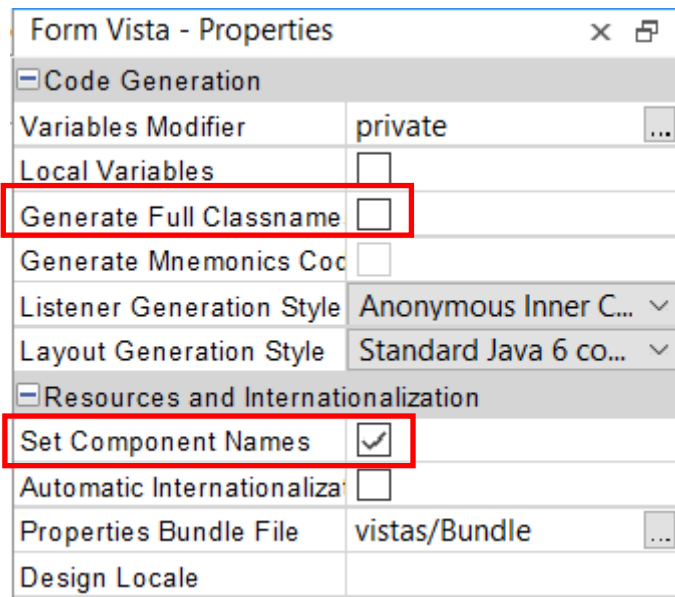 Form Vista - Properties
Code Generation
Variables Modifier private ...
Local Variables
Generate Full Classname
Generate Mnemonics Cod
Listener Generation Style Anonymous Inner C...
Layout Generation Style Standard Java 6 co...
Resources and Internationalization
Set Component Names
Automatic Internationalizat
Properties Bundle File vistas/Bundle ...
Design Locale